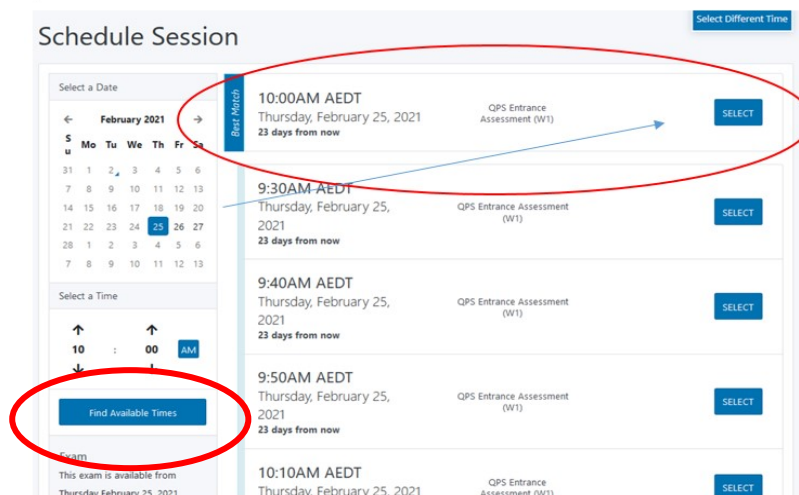 Select Different Time
Schedule Session
Select a Date
← February 2021 →
S
u Mo Tu We Th Fr Sa
31 1 2 3 4 5 6
7 8 9 10 11 12 13
14 15 16 17 18 19 20
21 22 23 24 25 26 27
28 1 2 3 4 5 6
7 8 9 10 11 12 13
Select a Time
10 : 00 AM
Find Available Times
Exam
This exam is available from
Thursday February 25, 2021
Best Match
10:00AM AEDT
Thursday, February 25, 2021
23 days from now
QPS Entrance
Assessment (W1)
SELECT
9:30AM AEDT
Thursday, February 25,
2021
23 days from now
QPS Entrance Assessment
(W1)
SELECT
9:40AM AEDT
Thursday, February 25,
2021
23 days from now
QPS Entrance Assessment
(W1)
SELECT
9:50AM AEDT
Thursday, February 25,
2021
23 days from now
QPS Entrance Assessment
(W1)
SELECT
10:10AM AEDT
Thursday, February 25, 2021
QPS Entrance
Assessment (W1)
SELECT